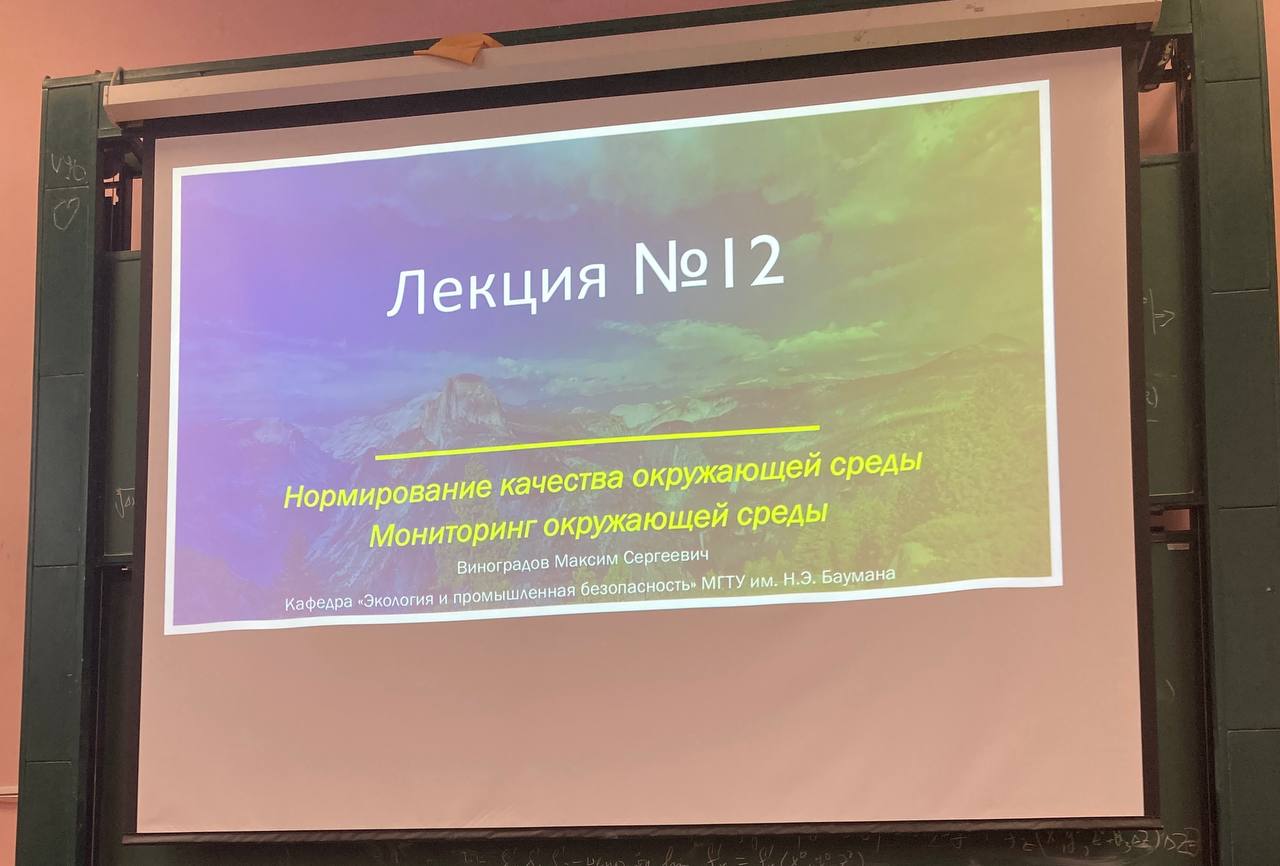 Лекция №12
Нормирование качества окружающей среды
Мониторинг окружающей среды
Виноградов Максим Сергеевич
Кафедра «Экология и промышленная безопасность» МГТУ им. Н.Э. Баумана